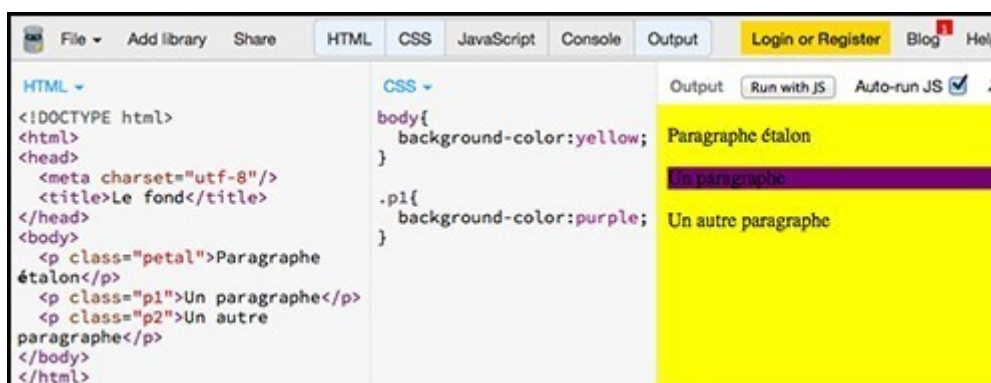 File Add library Share HTML CSS JavaScript Console Output Login or Register Blog 1
HTML
<!DOCTYPE html>
<html>
<head>
<meta charset="utf-8"/>
<title>Le fond</title>
</head>
<body>
<p class="petal">Paragraphe
étalon</p>
<p class="p1">Un paragraphe</p>
<p class="p2">Un autre
paragraphe</p>
</body>
</html>
CSS
body{
background-color:yellow;
}
.p1{
background-color:purple;
}
Output Run with JS Auto-run JS
Paragraphe étalon
Un paragraphe
Un autre paragraphe